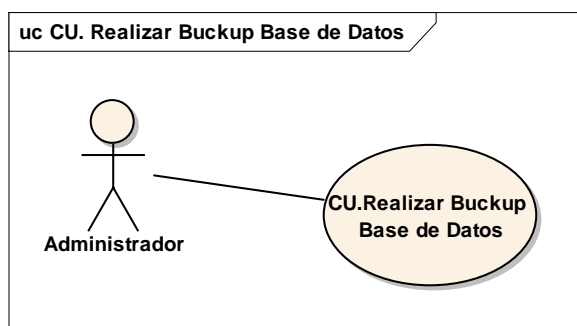 uc CU. Realizar Buckup Base de Datos
CU.Realizar Buckup
Base de Datos
Administrador